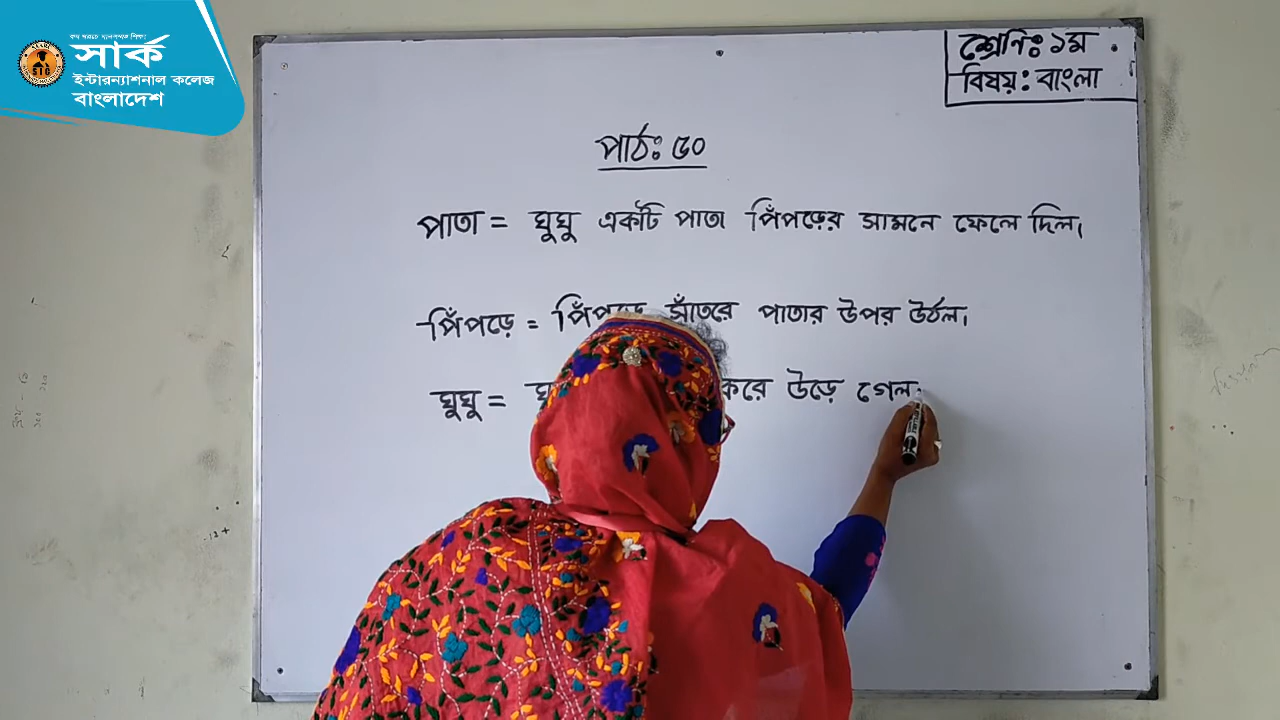 সার্ক
ইন্টারন্যাশনাল কলেজ
বাংলাদেশ
শ্রেণিঃ ১ম
বিষয়: বাংলা
পাঠঃ ৫০
পাতা = ঘুঘু একটি পাতা পিঁপড়ের সামনে ফেলে দিল।
পিঁপড়ে = পিঁপড়ে সাঁতরে পাতার উপর উঠল।
ঘুঘু = করে উড়ে গেল